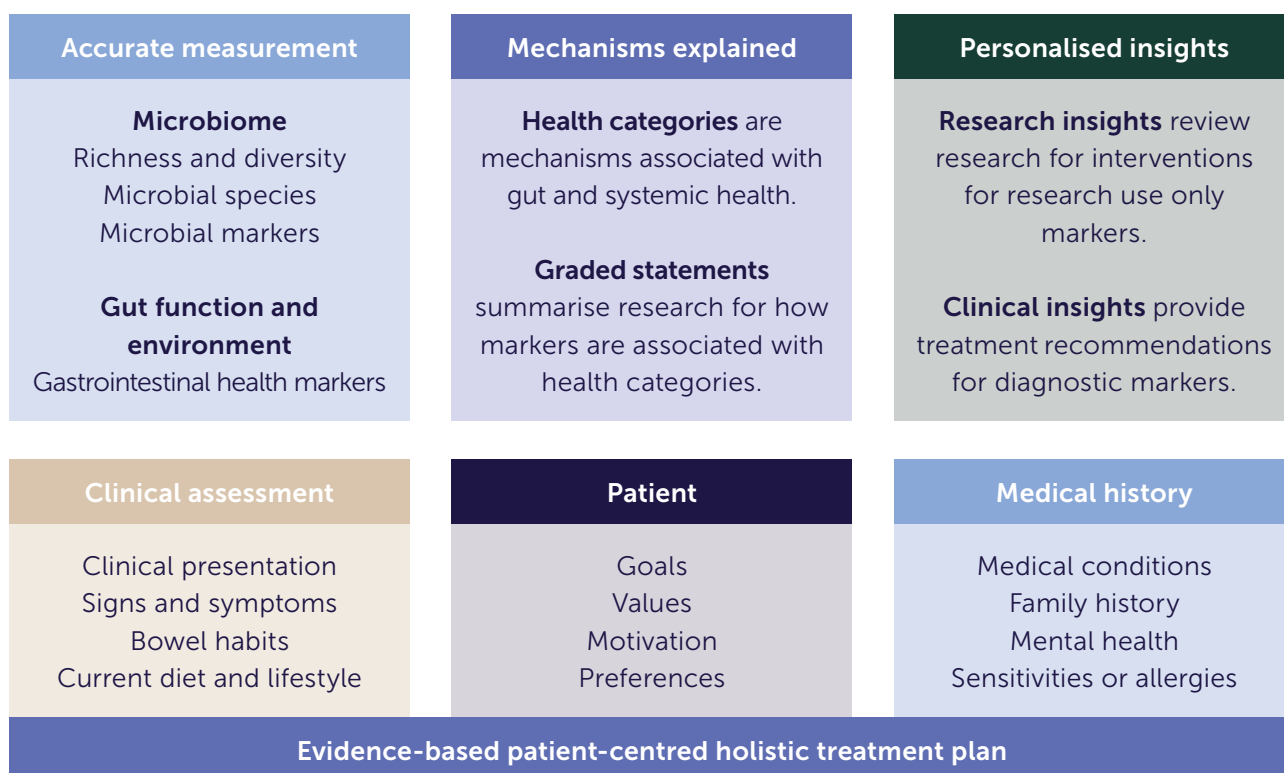 Accurate measurement
Microbiome
Richness and diversity
Microbial species
Microbial markers
Gut function and
environment
Gastrointestinal health markers
Mechanisms explained
Health categories are
mechanisms associated with
gut and systemic health.
Graded statements
summarise research for how
markers are associated with
health categories.
Personalised insights
Research insights review
research for interventions
for research use only
markers.
Clinical insights provide
treatment recommendations
for diagnostic markers.
Clinical assessment
Clinical presentation
Signs and symptoms
Bowel habits
Current diet and lifestyle
Patient
Goals
Values
Motivation
Preferences
Medical history
Medical conditions
Family history
Mental health
Sensitivities or allergies
Evidence-based patient-centred holistic treatment plan